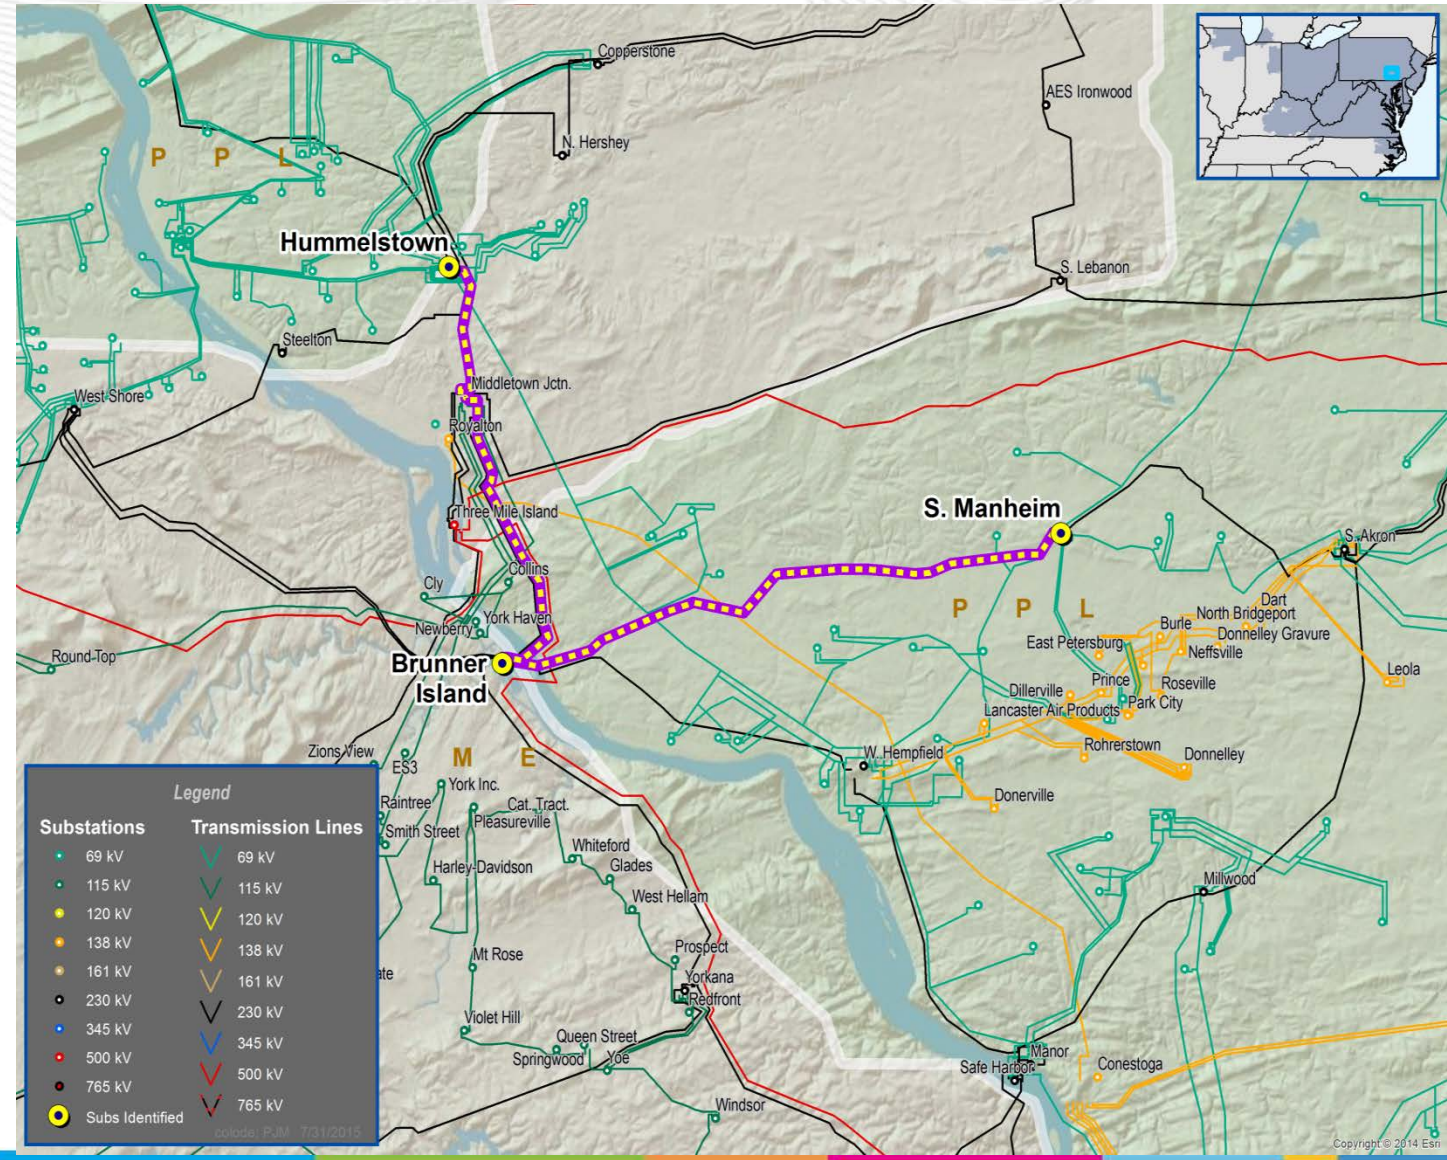 Copperstone
AES Ironwood
N. Hershey
P P L
Hummelstown
S. Lebanon
Steelton
Middletown Jctn.
West Shore
Royalton
Three Mile Island
S. Manheim
S. Akron
Collins
Cly
York Haven
Newberry
P P L
Dart
North Bridgeport
Burle
Donnelley Gravure
East Petersburg
Neffsville
Round Top
Brunner
Island
Leola
Prince
Roseville
Dillerville
Park City
Lancaster Air Products
Zions View
M E
W. Hempfield
Rohrerstown
Donnelley
ES3
York Inc.
Donerville
Cat. Tract.
Pleasureville
Raintree
Smith Street
Whiteford
Glades
Harley-Davidson
Millwood
West Hellam
Mt Rose
Prospect
ate
Yorkana
Redfront
Violet Hill
Queen Street
Springwood
Yoe
Manor
Safe Harbor
Conestoga
Windsor
Legend
Substations
69 kV
115 kV
120 kV
138 kV
161 kV
230 kV
345 kV
500 kV
765 kV
Subs Identified
Transmission Lines
69 kV
115 kV
120 kV
138 kV
161 kV
230 kV
345 kV
500 kV
765 kV
PJM 7/31/2015
Copyright © 2014 Esri